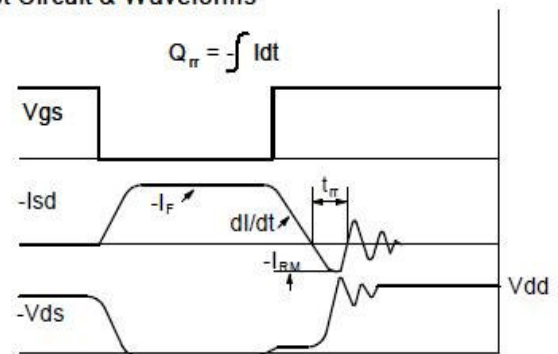 t Circuit & Waveforms
Qrr = -∫ Idt
Vgs
-Isd
-IF
dI/dt
trr
-IRM
Vdd
-Vds